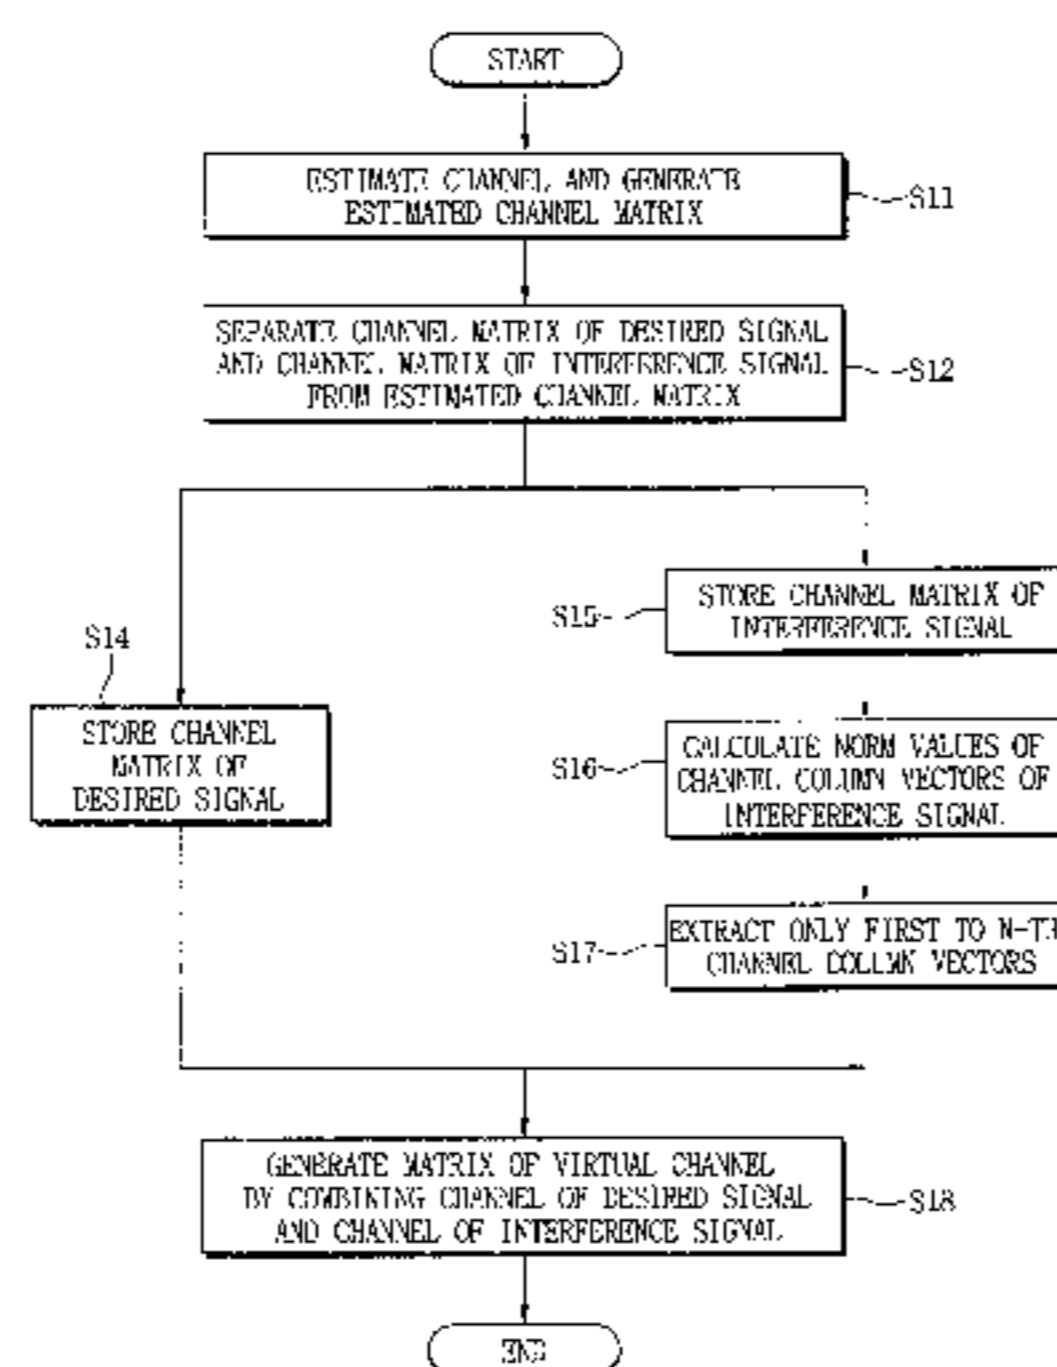 START
ESTIMATE CHANNEL AND GENERATE
ESTIMATED CHANNEL MATRIX
S11
SEPARATE CHANNEL MATRIX OF DESIRED SIGNAL
AND CHANNEL MATRIX OF INTERFERENCE SIGNAL
FROM ESTIMATED CHANNEL MATRIX
S12
S14
STORE CHANNEL
MATRIX OF
DESIRED SIGNAL
S15
STORE CHANNEL MATRIX OF
INTERFERENCE SIGNAL
S16
CALCULATE NORM VALUES OF
CHANNEL COLUMN VECTORS OF
INTERFERENCE SIGNAL
S17
EXTRACT ONLY FIRST TO N-TH
CHANNEL COLUMN VECTORS
GENERATE MATRIX OF VIRTUAL CHANNEL
BY COMBINING CHANNEL OF DESIRED SIGNAL
AND CHANNEL OF INTERFERENCE SIGNAL
S18
END